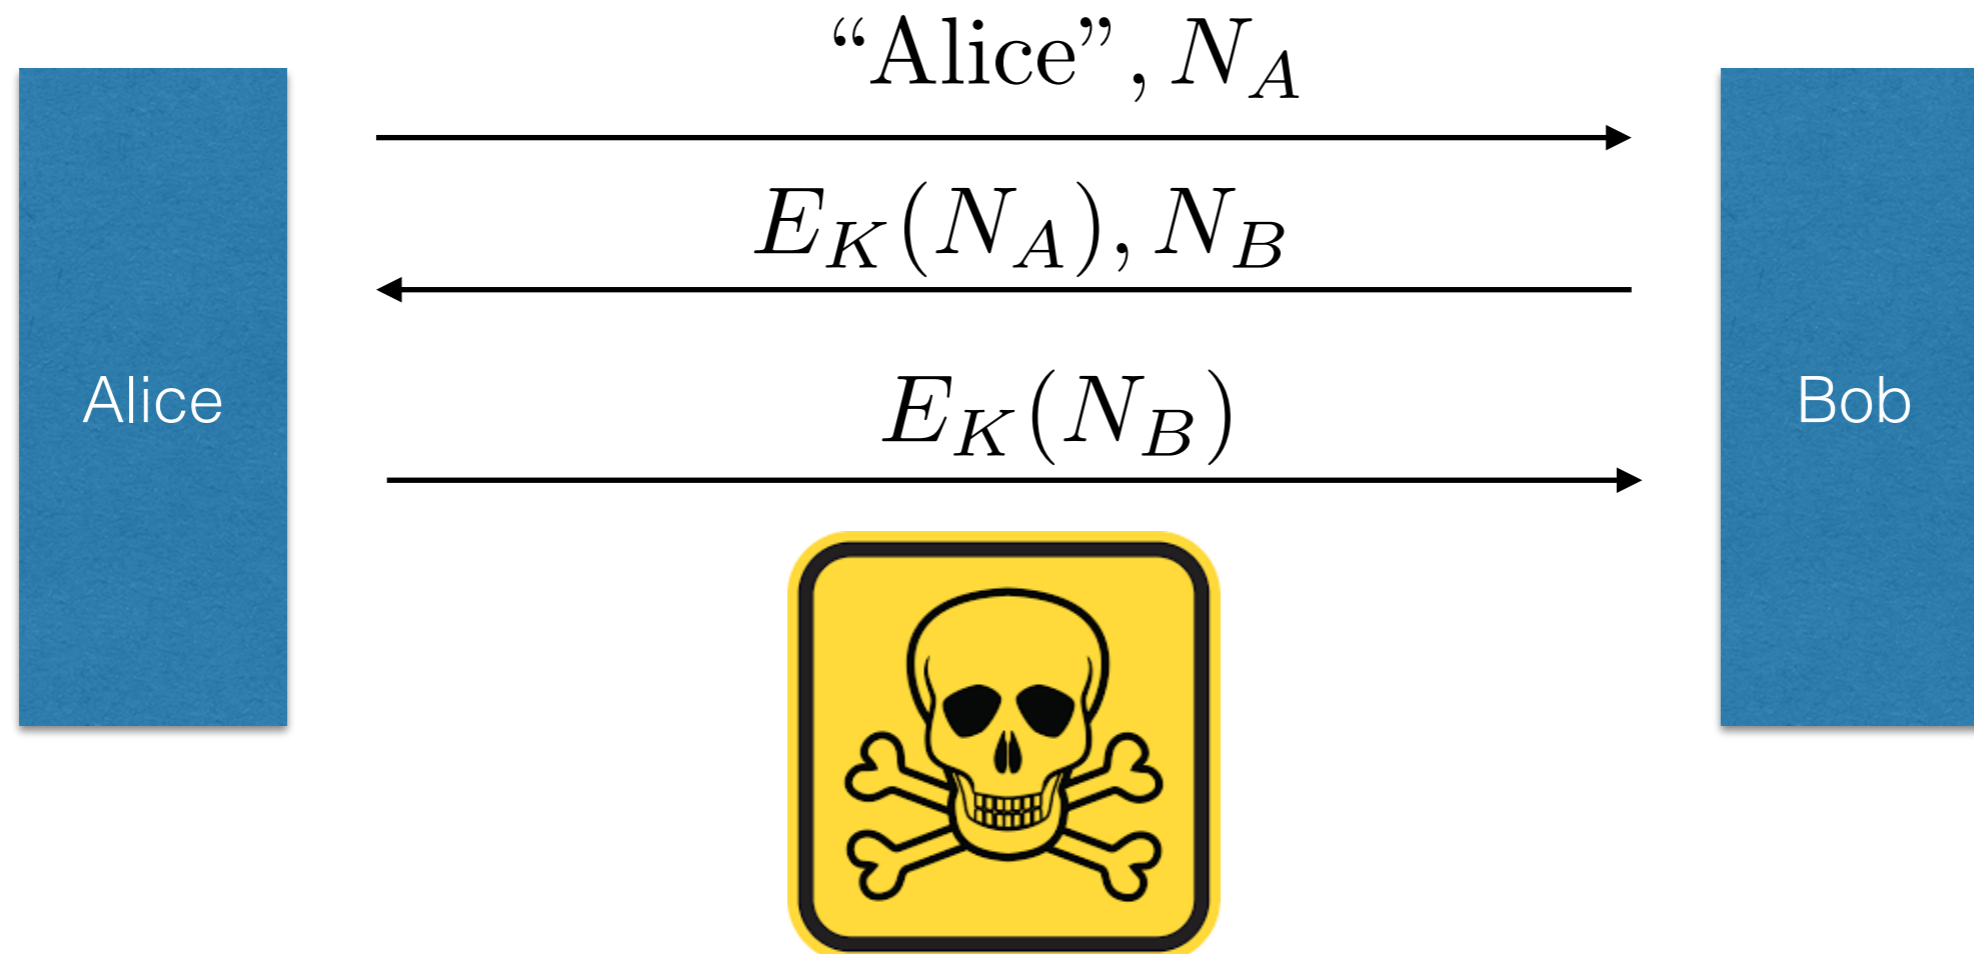 “Alice”, N_A
E_K(N_A), N_B
Alice
E_K(N_B)
Bob